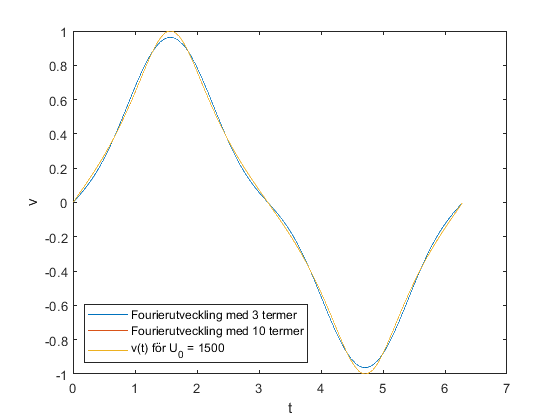 1
0.8
0.6
0.4
0.2
0
-0.2
-0.4
-0.6
-0.8
-1
v
Fourierutveckling med 3 termer
Fourierutveckling med 10 termer
v(t) för U_0 = 1500
0 1 2 3 4 5 6 7
t